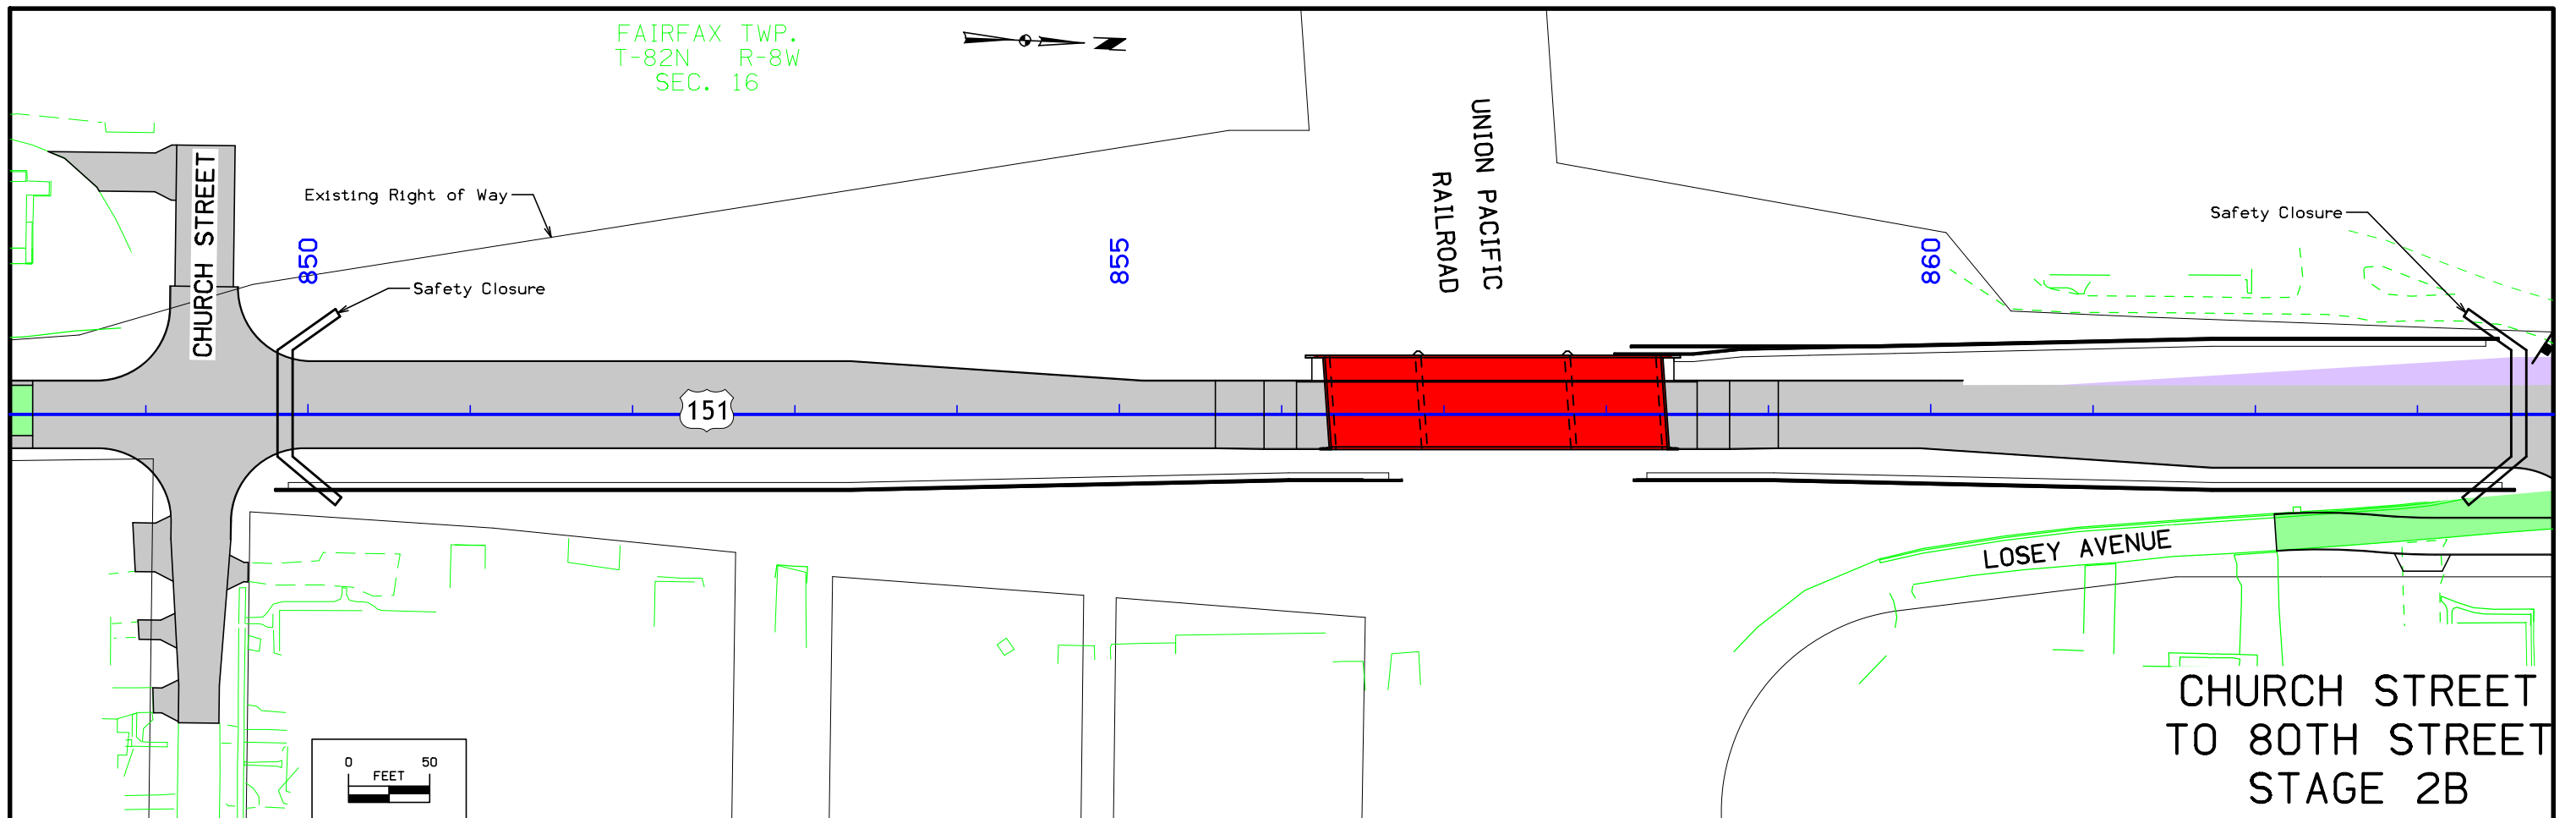 FAIRFAX TWP.
T-82N R-8W
SEC. 16
N
UNION PACIFIC
RAILROAD
CHURCH STREET
Existing Right of Way
Safety Closure
850
855
860
Safety Closure
151
LOSEY AVENUE
0 50
FEET
CHURCH STREET
TO 80TH STREET
STAGE 2B